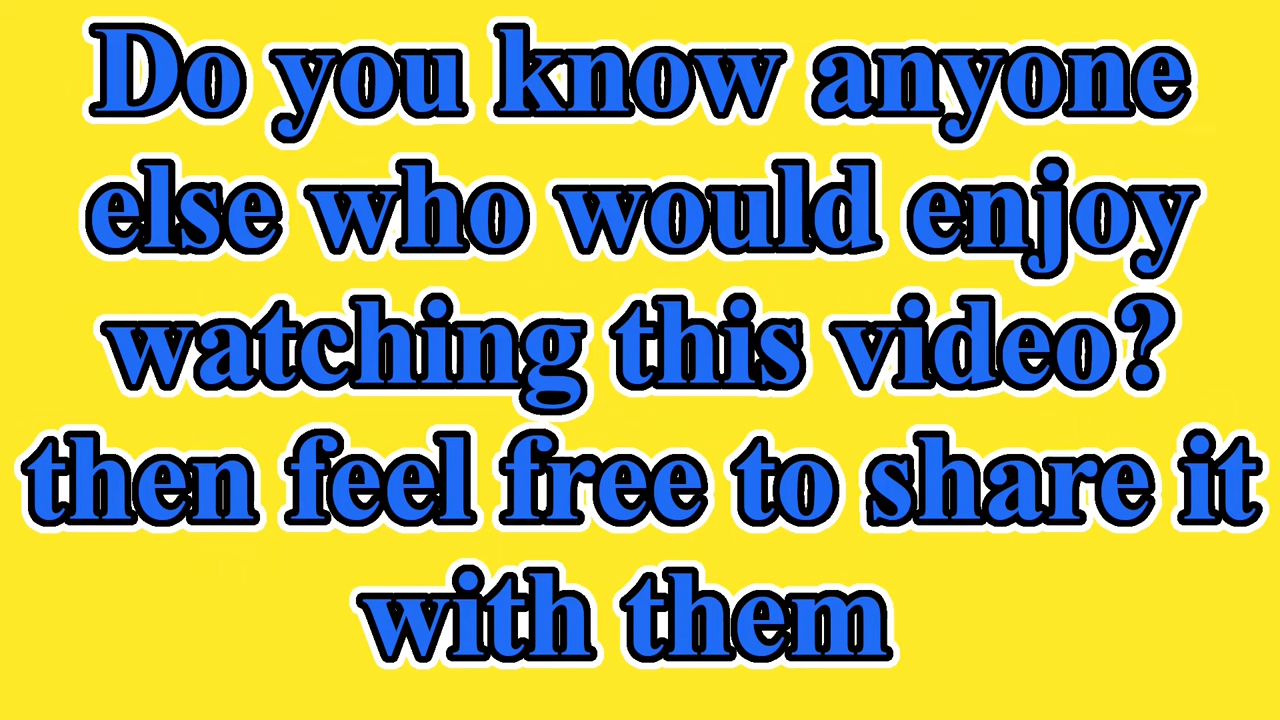 Do you know anyone
else who would enjoy
watching this video?
then feel free to share it
with them